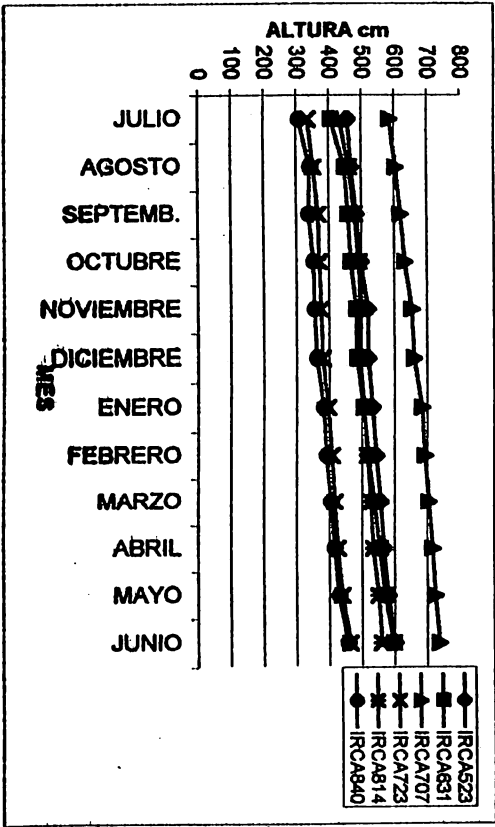 ALTURA cm
800
700
600
500
400
300
200
100
0
JULIO
AGOSTO
SEPTEMB.
OCTUBRE
NOVIEMBRE
DICIEMBRE
ENERO
FEBRERO
MARZO
ABRIL
MAYO
JUNIO
MES
IRCA523
IRCA631
IRCA707
IRCA723
IRCA814
IRCA840